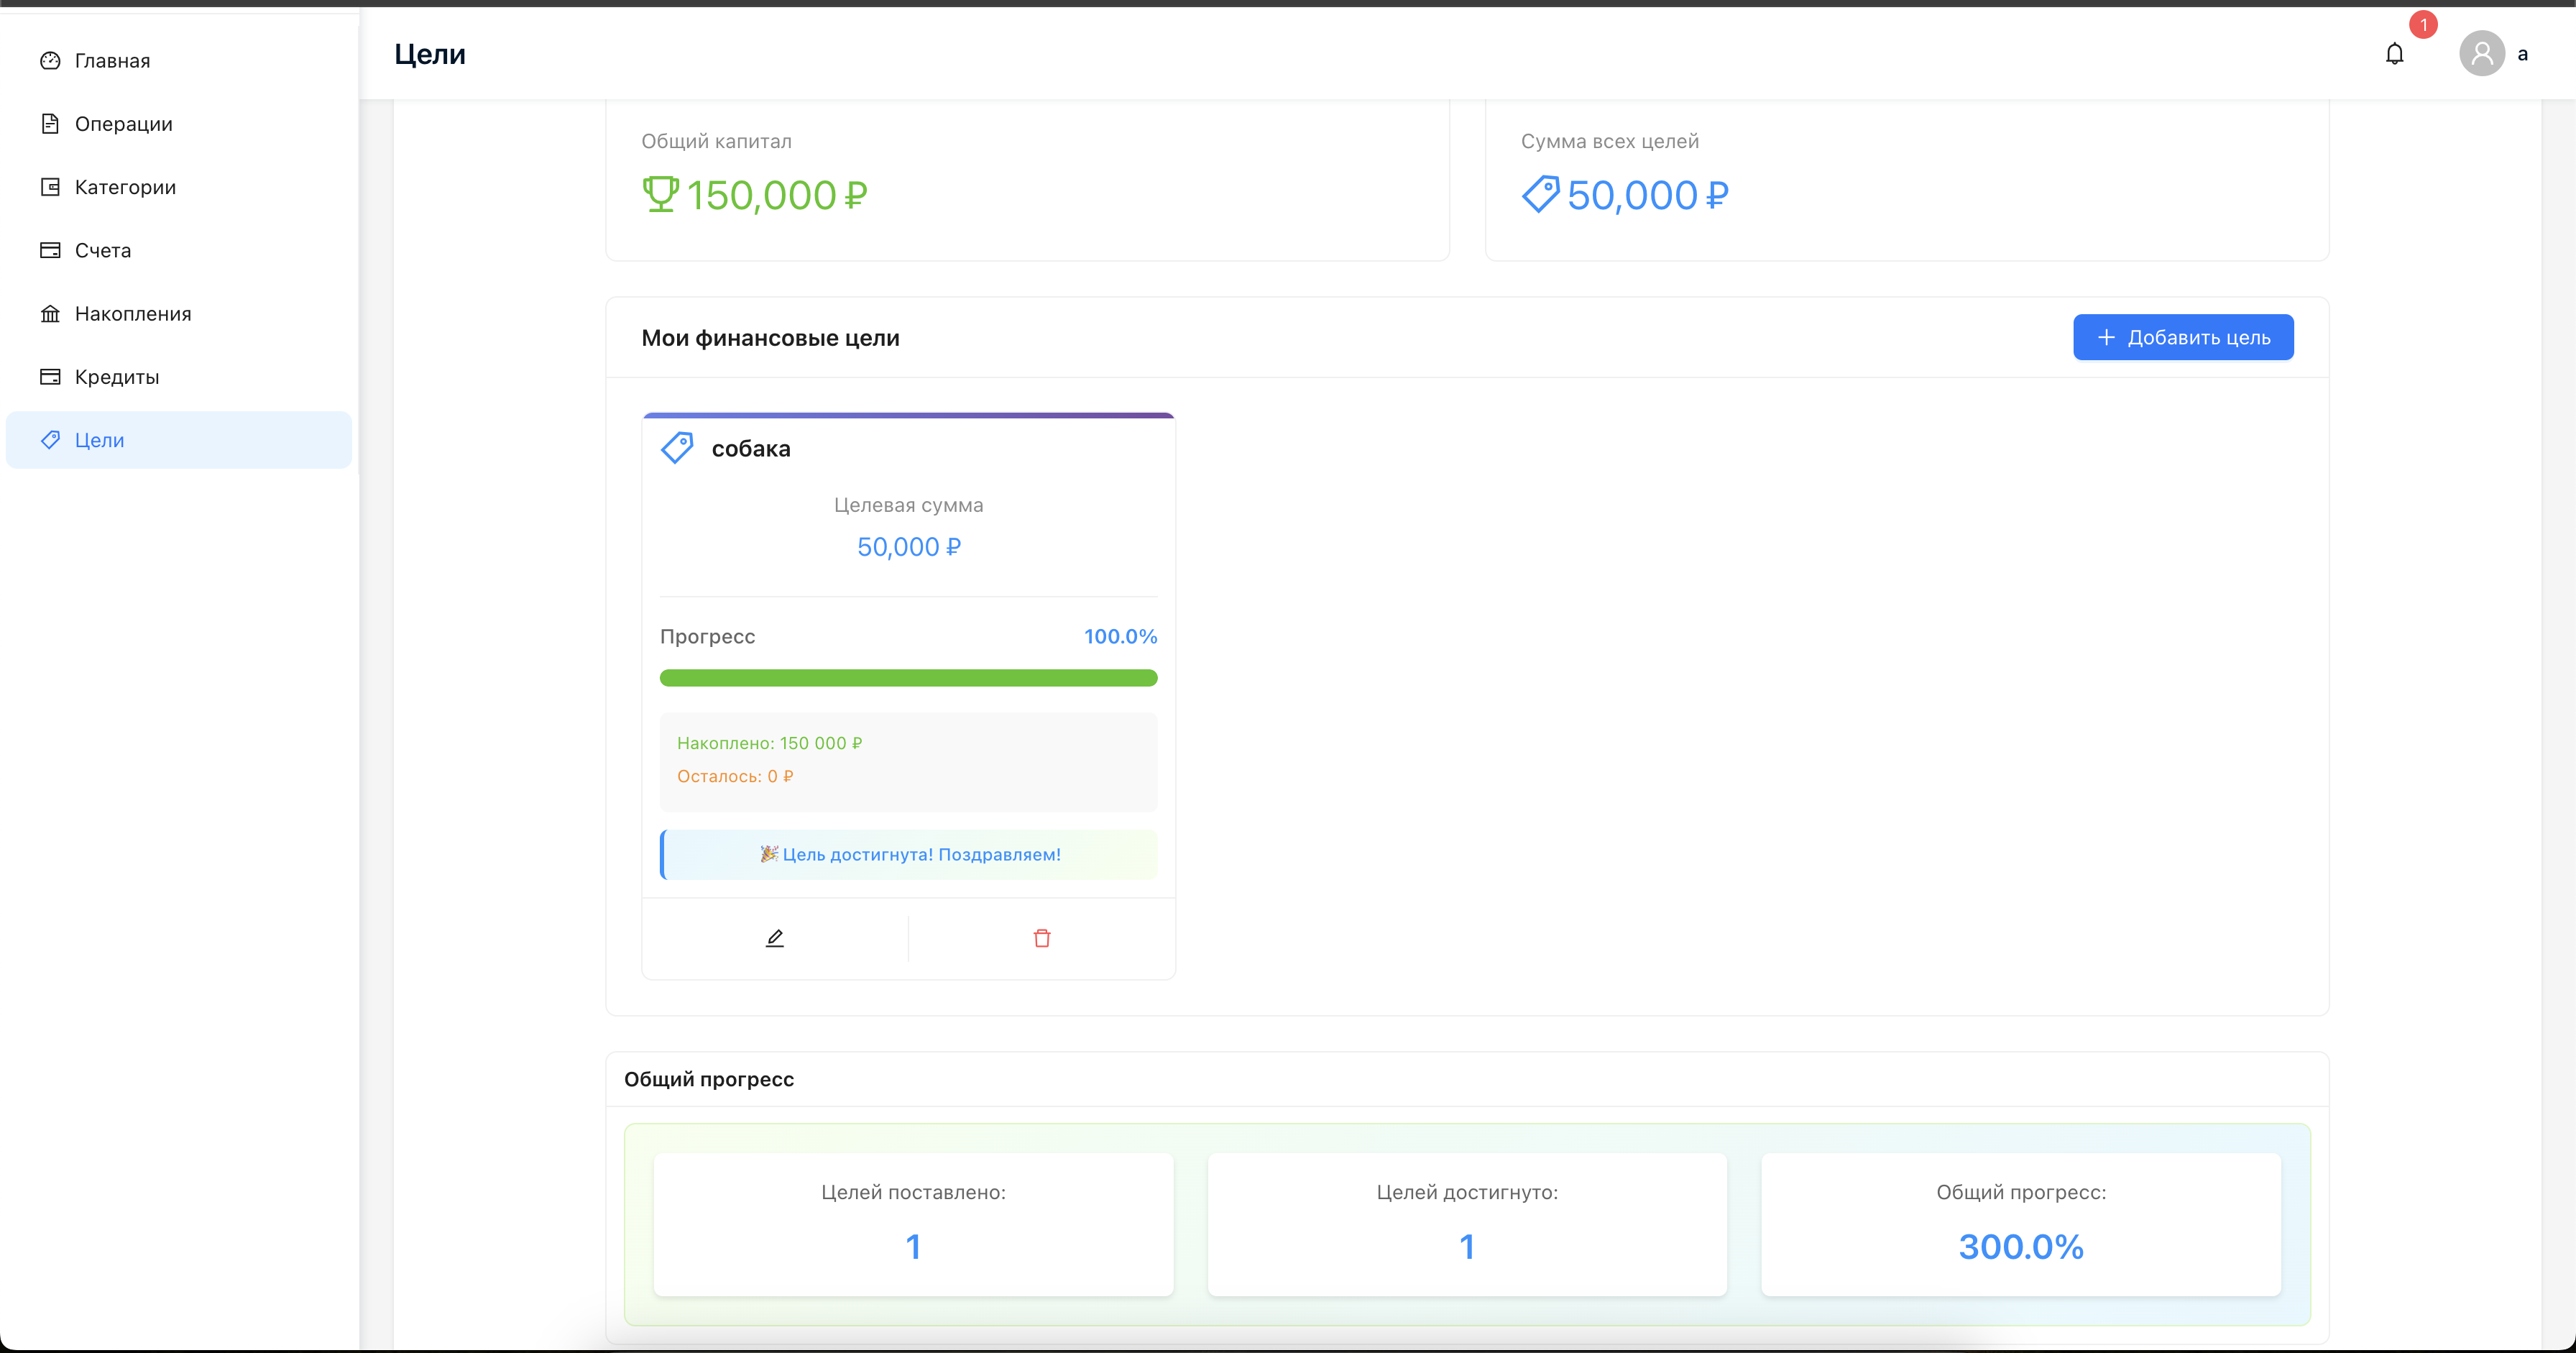 Главная
Операции
Категории
Счета
Накопления
Кредиты
Цели
Цели
1
a
Общий капитал
150,000 ₽
Сумма всех целей
50,000 ₽
Мои финансовые цели
Добавить цель
собака
Целевая сумма
50,000 ₽
Прогресс 100.0%
Накоплено: 150 000 ₽
Осталось: 0 ₽
🎉 Цель достигнута! Поздравляем!
Общий прогресс
Целей поставлено:
1
Целей достигнуто:
1
Общий прогресс:
300.0%